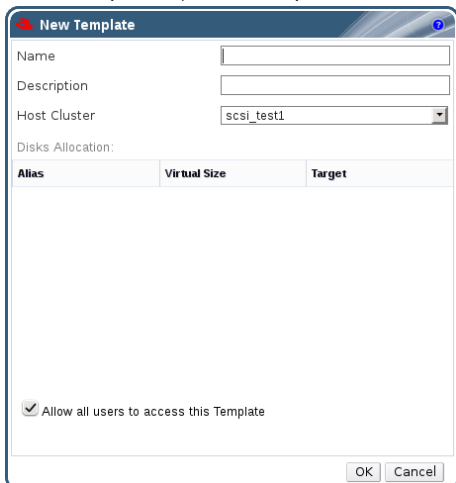 New Template
?
Name
Description
Host Cluster scsi_test1
Disks Allocation:
Alias Virtual Size Target
Allow all users to access this Template
OK Cancel